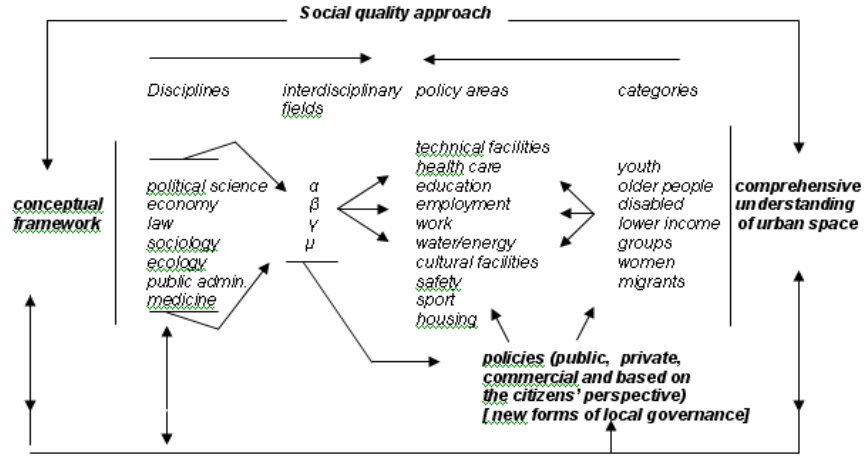 Social quality approach
Disciplines
interdisciplinary
fields
policy areas
categories
conceptual
framework
political science
economy
law
sociology
ecology
public admin.
medicine
α
β
γ
μ
technical facilities
health care
education
employment
work
water/energy
cultural facilities
safety
sport
housing
youth
older people
disabled
lower income
groups
women
migrants
comprehensive
understanding
of urban space
policies (public, private,
commercial and based on
the citizens’ perspective)
[ new forms of local governance]